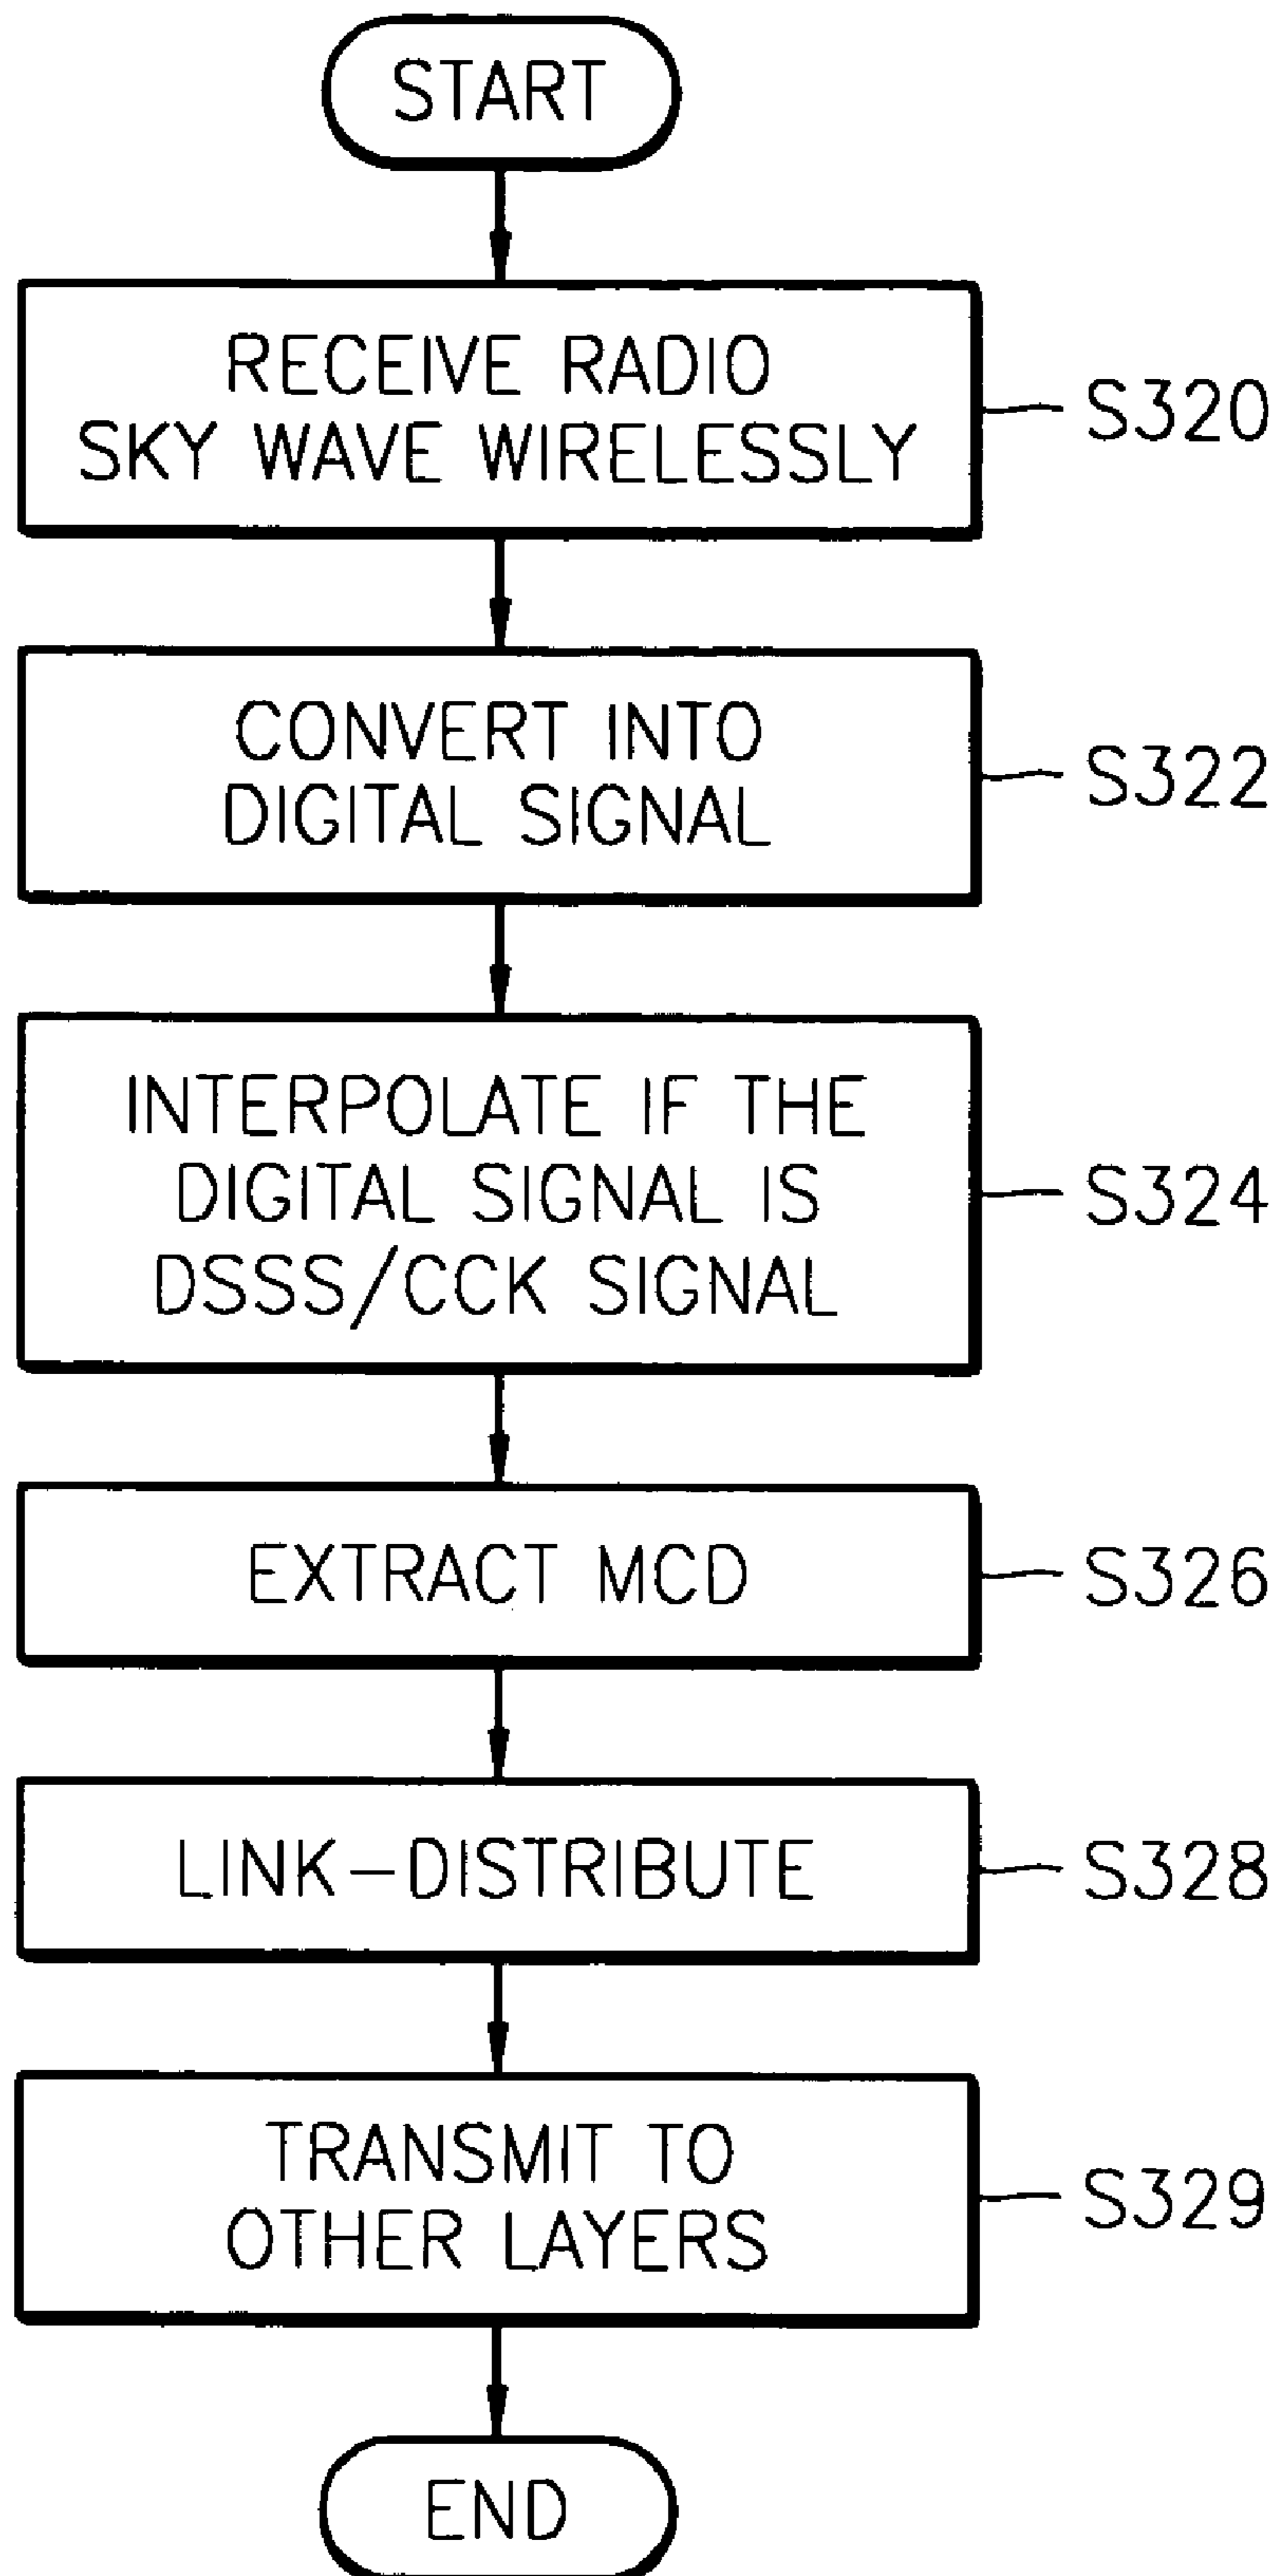 START
RECEIVE RADIO
SKY WAVE WIRELESSLY
S320
CONVERT INTO
DIGITAL SIGNAL
S322
INTERPOLATE IF THE
DIGITAL SIGNAL IS
DSSS/CCK SIGNAL
S324
EXTRACT MCD
S326
LINK-DISTRIBUTE
S328
TRANSMIT TO
OTHER LAYERS
S329
END